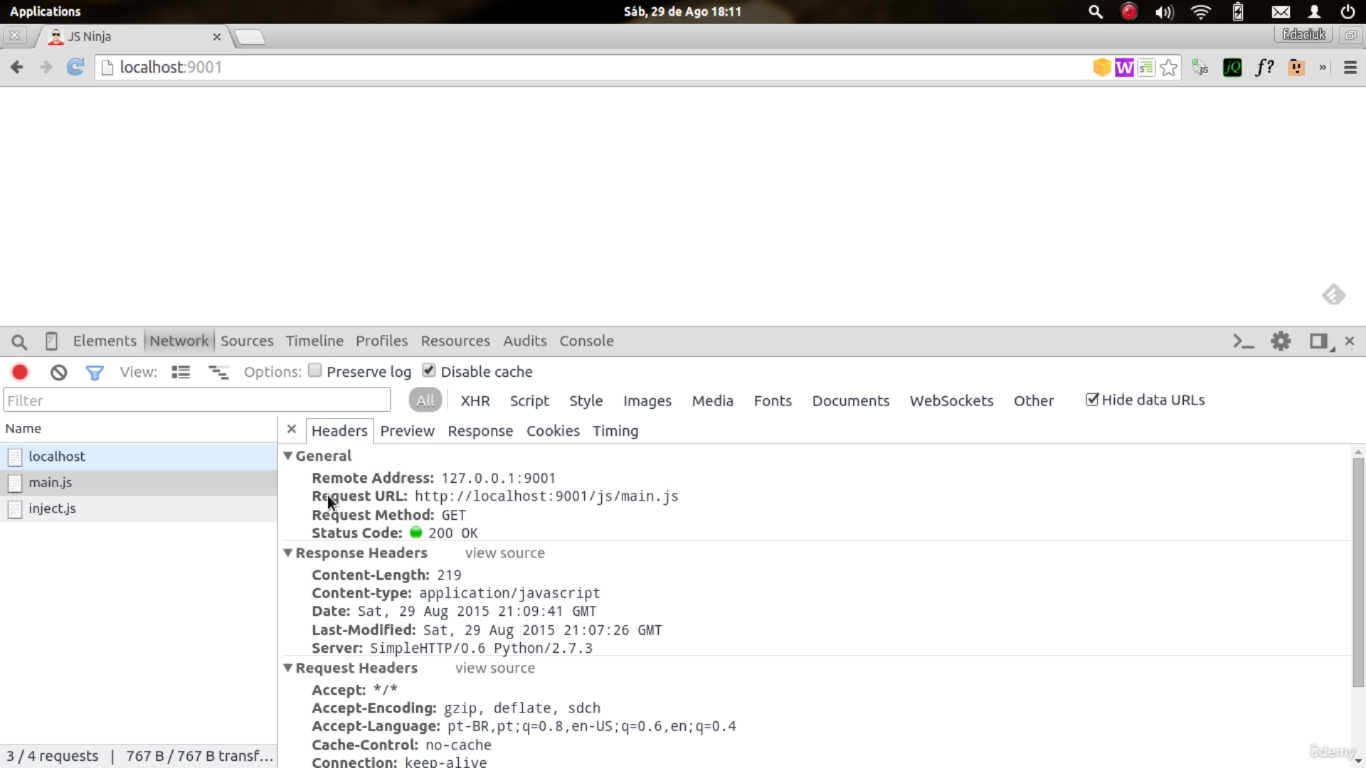 Applications Sáb, 29 de Ago 18:11
JS Ninja f.daciuk
localhost:9001 W js jQ f? »
Elements Network Sources Timeline Profiles Resources Audits Console
View: Options: Preserve log Disable cache
Filter All XHR Script Style Images Media Fonts Documents WebSockets Other Hide data URLs
Name
Headers Preview Response Cookies Timing
localhost
main.js
inject.js
General
Remote Address: 127.0.0.1:9001
Request URL: http://localhost:9001/js/main.js
Request Method: GET
Status Code: 200 OK
Response Headers view source
Content-Length: 219
Content-type: application/javascript
Date: Sat, 29 Aug 2015 21:09:41 GMT
Last-Modified: Sat, 29 Aug 2015 21:07:26 GMT
Server: SimpleHTTP/0.6 Python/2.7.3
Request Headers view source
Accept: */*
Accept-Encoding: gzip, deflate, sdch
Accept-Language: pt-BR,pt;q=0.8,en-US;q=0.6,en;q=0.4
Cache-Control: no-cache
Connection: keep-alive
3 / 4 requests | 767 B / 767 B transf...
ûdemy